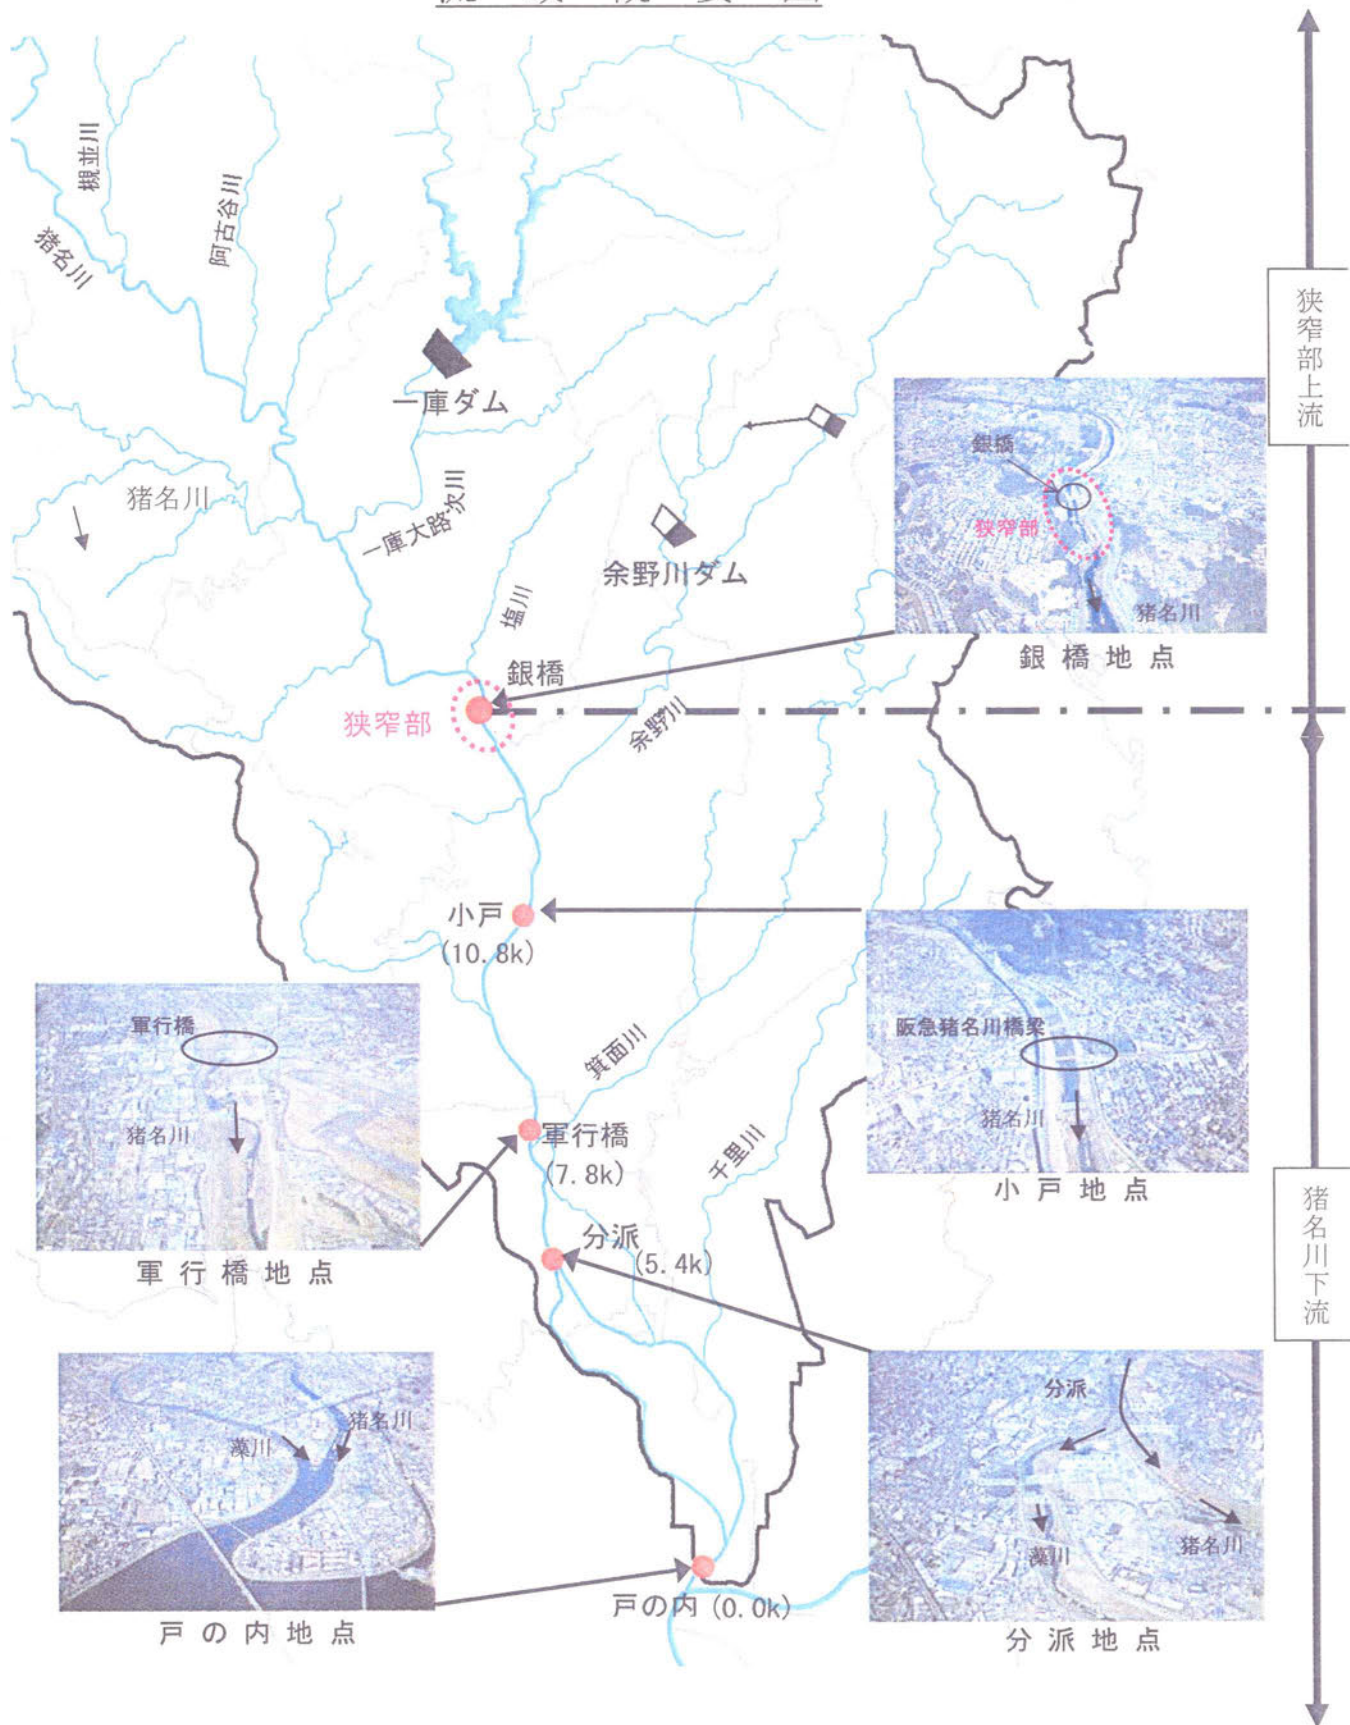 槻並川
猪名川
阿古谷川
一庫ダム
猪名川
一庫大路次川
塩川
余野川ダム
銀橋
狭窄部
余野川
銀橋
狭窄部
猪名川
銀橋地点
狭窄部上流
小戸
(10.8k)
阪急猪名川橋梁
猪名川
小戸地点
軍行橋
猪名川
軍行橋地点
箕面川
軍行橋
(7.8k)
千里川
分派
(5.4k)
猪名川下流
藻川
猪名川
戸の内地点
戸の内(0.0k)
分派
藻川
猪名川
分派地点